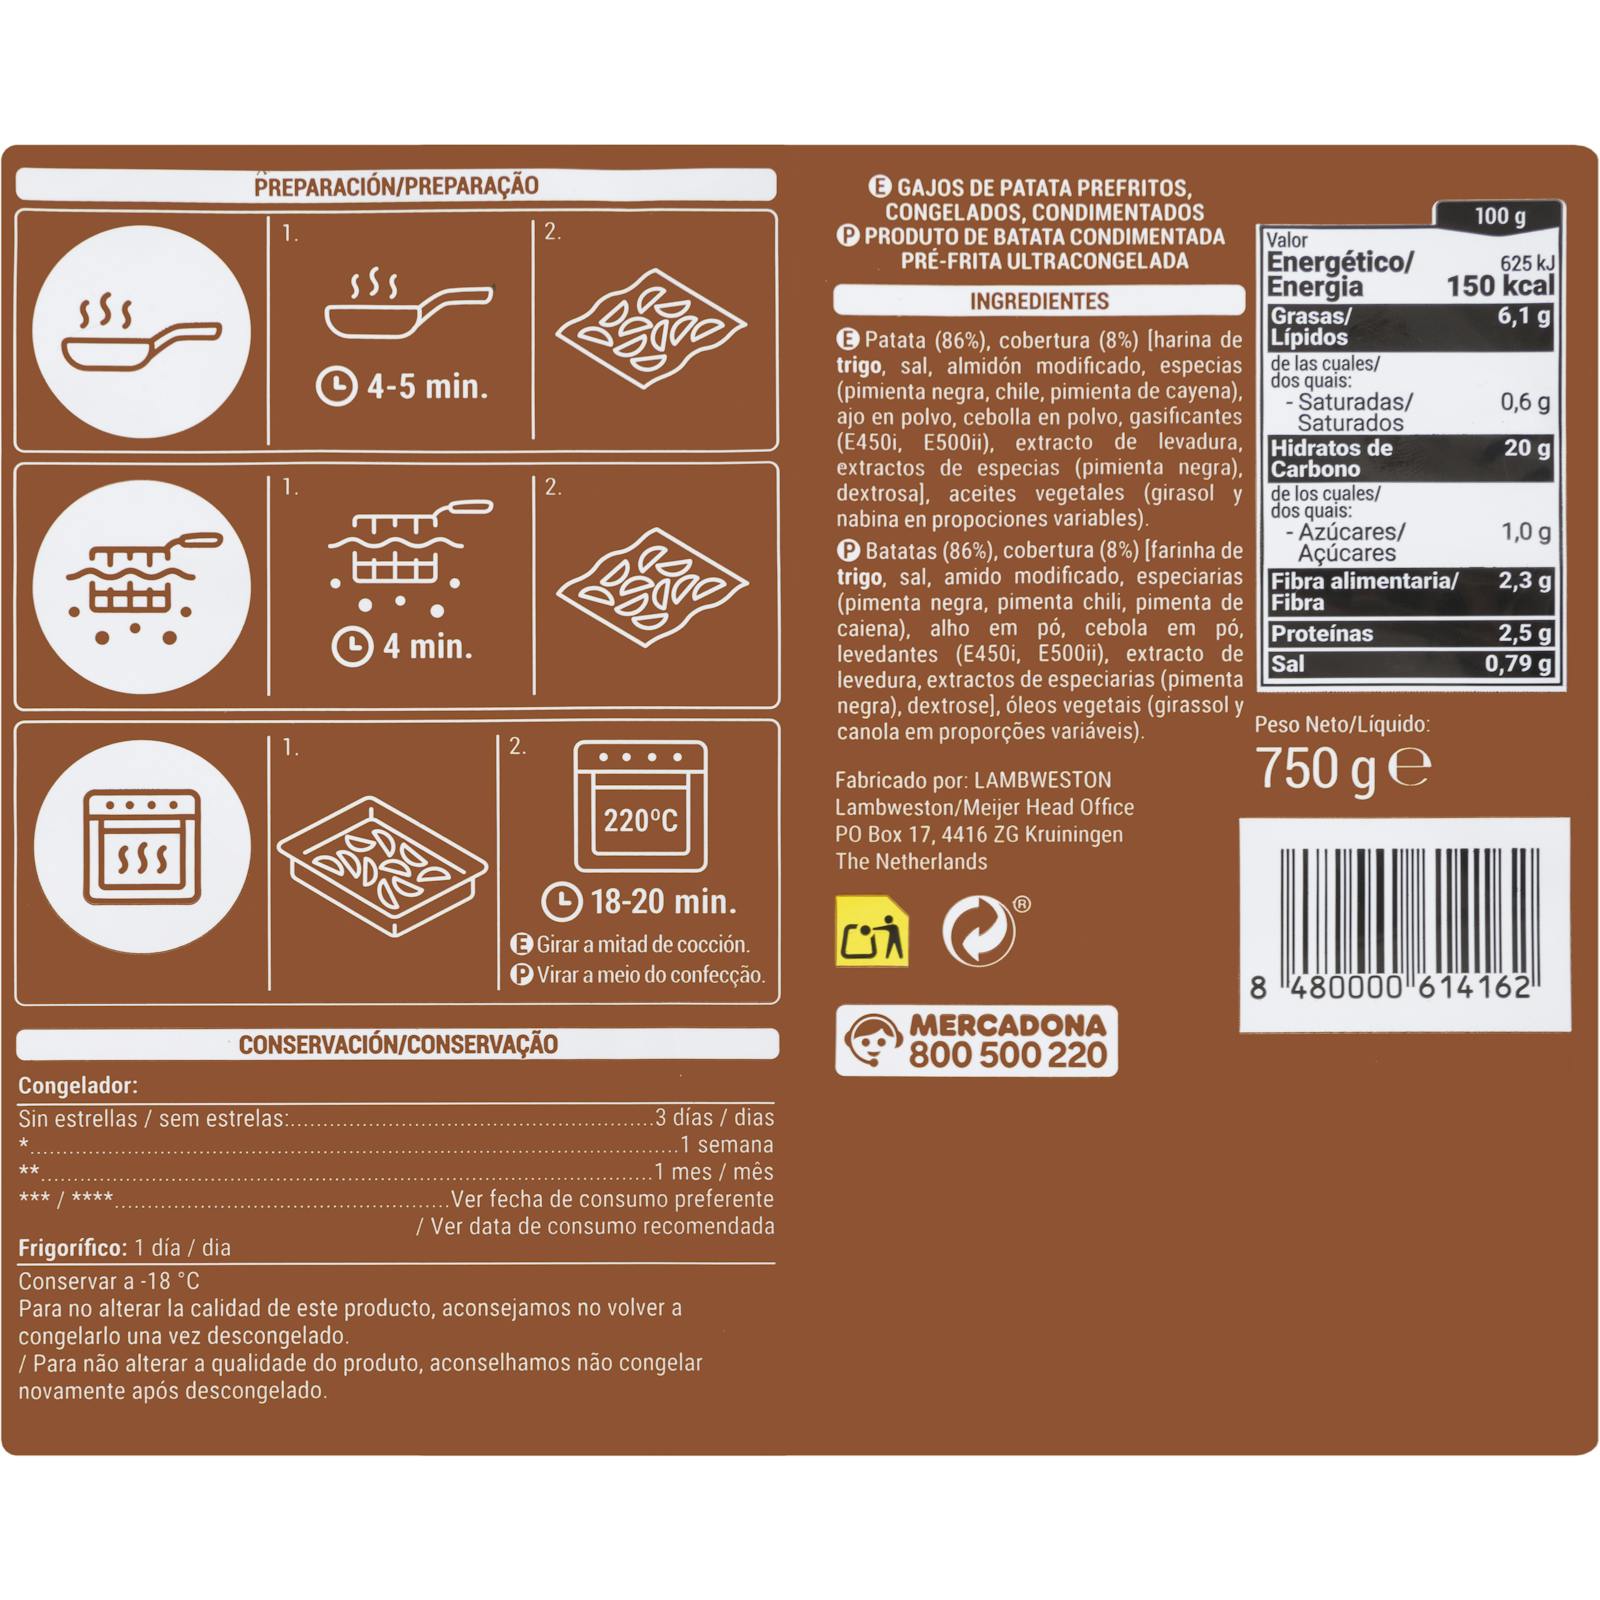 PREPARACIÓN/PREPARAÇÃO
1.
4-5 min.
2.
1.
4 min.
2.
1.
2.
220ºC
18-20 min.
E Girar a mitad de cocción.
P Virar a meio do confecção.
CONSERVACIÓN/CONSERVAÇÃO
Congelador:
Sin estrellas / sem estrelas:..........3 días / dias
*..........1 semana
**..........1 mes / mês
*** / ****..........Ver fecha de consumo preferente
/ Ver data de consumo recomendada
Frigorífico: 1 día / dia
Conservar a -18 °C
Para no alterar la calidad de este producto, aconsejamos no volver a
congelarlo una vez descongelado.
/ Para não alterar a qualidade do produto, aconselhamos não congelar
novamente após descongelado.
E GAJOS DE PATATA PREFRITOS,
CONGELADOS, CONDIMENTADOS
P PRODUTO DE BATATA CONDIMENTADA
PRÉ-FRITA ULTRACONGELADA
INGREDIENTES
E Patata (86%), cobertura (8%) [harina de
trigo, sal, almidón modificado, especias
(pimienta negra, chile, pimienta de cayena),
ajo en polvo, cebolla en polvo, gasificantes
(E450i, E500ii), extracto de levadura,
extractos de especias (pimienta negra),
dextrosa], aceites vegetales (girasol y
nabina en propociones variables).
P Batatas (86%), cobertura (8%) [farinha de
trigo, sal, amido modificado, especiarias
(pimenta negra, pimenta chili, pimenta de
caiena), alho em pó, cebola em pó,
levedantes (E450i, E500ii), extracto de
levedura, extractos de especiarias (pimenta
negra), dextrose], óleos vegetais (girassol y
canola em proporções variáveis).
Fabricado por: LAMBWESTON
Lambweston/Meijer Head Office
PO Box 17, 4416 ZG Kruiningen
The Netherlands
®
MERCADONA
800 500 220
100 g
Valor
Energético/ 625 kJ
Energia 150 kcal
Grasas/ 6,1 g
Lípidos
de las cuales/
dos quais:
- Saturadas/ 0,6 g
Saturados
Hidratos de 20 g
Carbono
de los cuales/
dos quais:
- Azúcares/ 1,0 g
Açúcares
Fibra alimentaria/ 2,3 g
Fibra
Proteínas 2,5 g
Sal 0,79 g
Peso Neto/Líquido:
750 g ℮
8 480000 614162